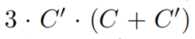 3 · C′ · (C + C′)